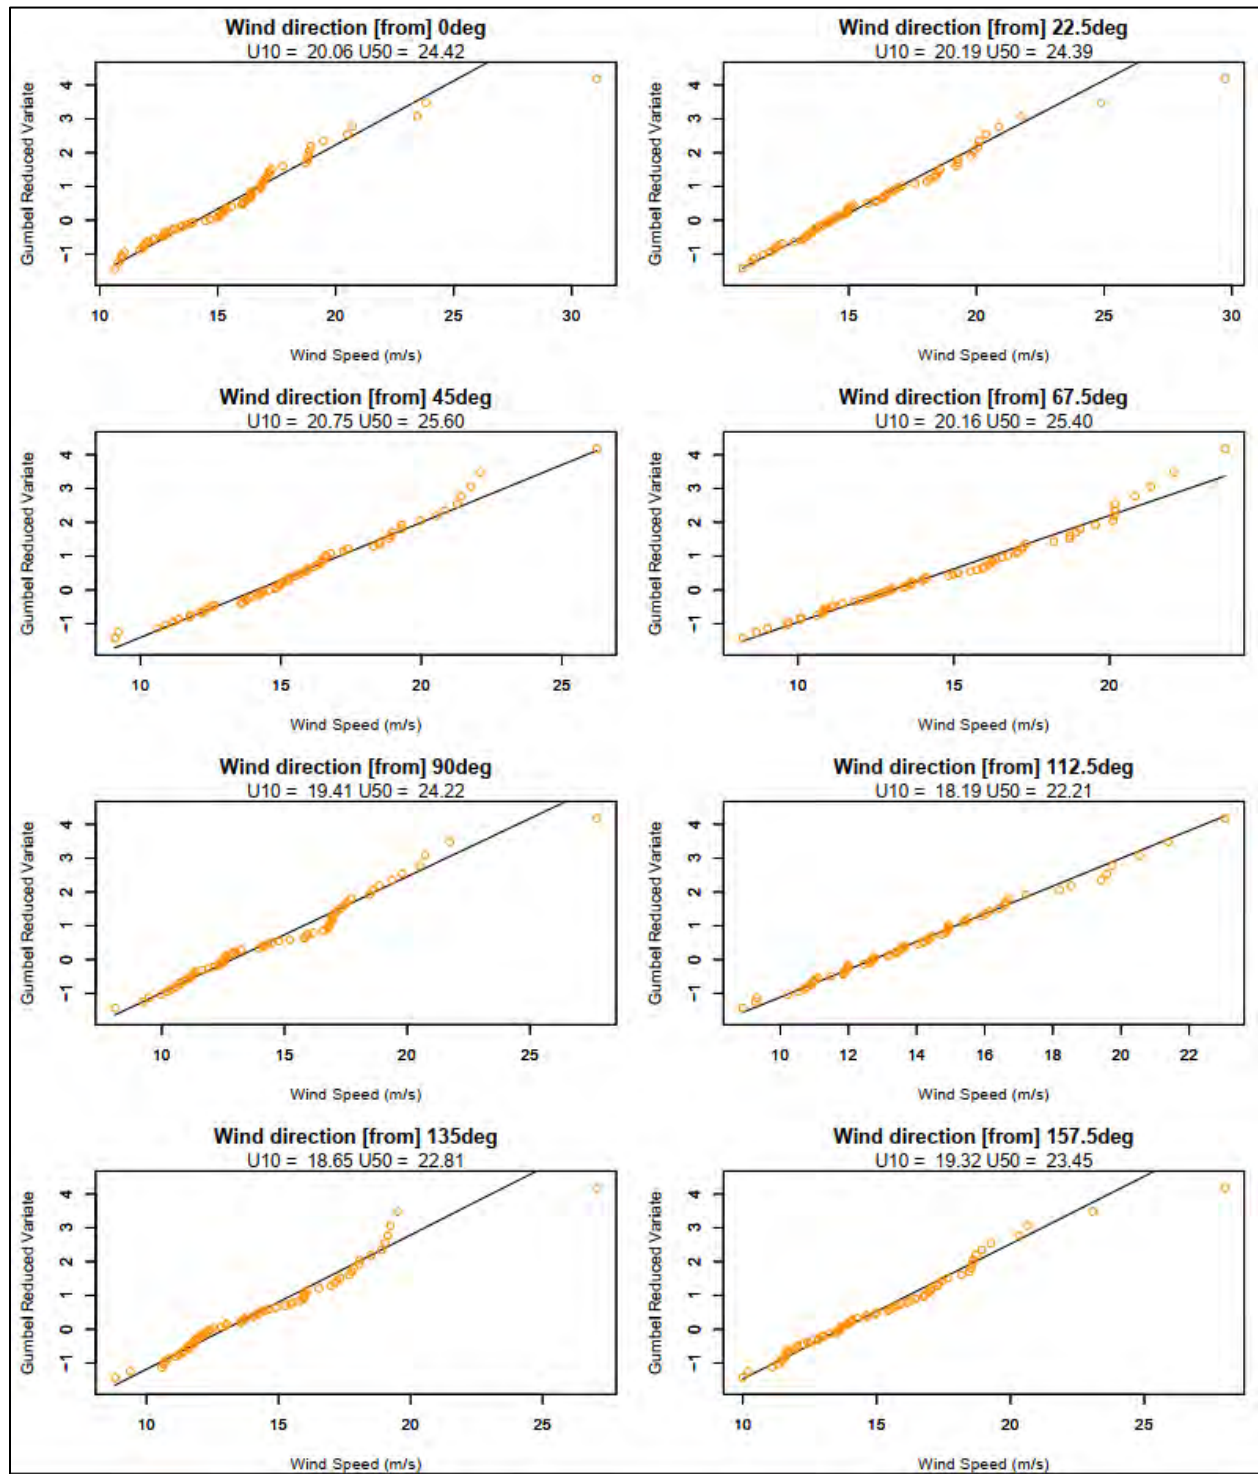 Wind direction [from] 0deg
U10 = 20.06 U50 = 24.42
Gumbel Reduced Variate
4
3
2
1
0
−1
10 15 20 25 30
Wind Speed (m/s)
Wind direction [from] 22.5deg
U10 = 20.19 U50 = 24.39
Gumbel Reduced Variate
4
3
2
1
0
−1
15 20 25 30
Wind Speed (m/s)
Wind direction [from] 45deg
U10 = 20.75 U50 = 25.60
Gumbel Reduced Variate
4
3
2
1
0
−1
10 15 20 25
Wind Speed (m/s)
Wind direction [from] 67.5deg
U10 = 20.16 U50 = 25.40
Gumbel Reduced Variate
4
3
2
1
0
−1
10 15 20
Wind Speed (m/s)
Wind direction [from] 90deg
U10 = 19.41 U50 = 24.22
Gumbel Reduced Variate
4
3
2
1
0
−1
10 15 20 25
Wind Speed (m/s)
Wind direction [from] 112.5deg
U10 = 18.19 U50 = 22.21
Gumbel Reduced Variate
4
3
2
1
0
−1
10 12 14 16 18 20 22
Wind Speed (m/s)
Wind direction [from] 135deg
U10 = 18.65 U50 = 22.81
Gumbel Reduced Variate
4
3
2
1
0
−1
10 15 20 25
Wind Speed (m/s)
Wind direction [from] 157.5deg
U10 = 19.32 U50 = 23.45
Gumbel Reduced Variate
4
3
2
1
0
−1
10 15 20 25
Wind Speed (m/s)